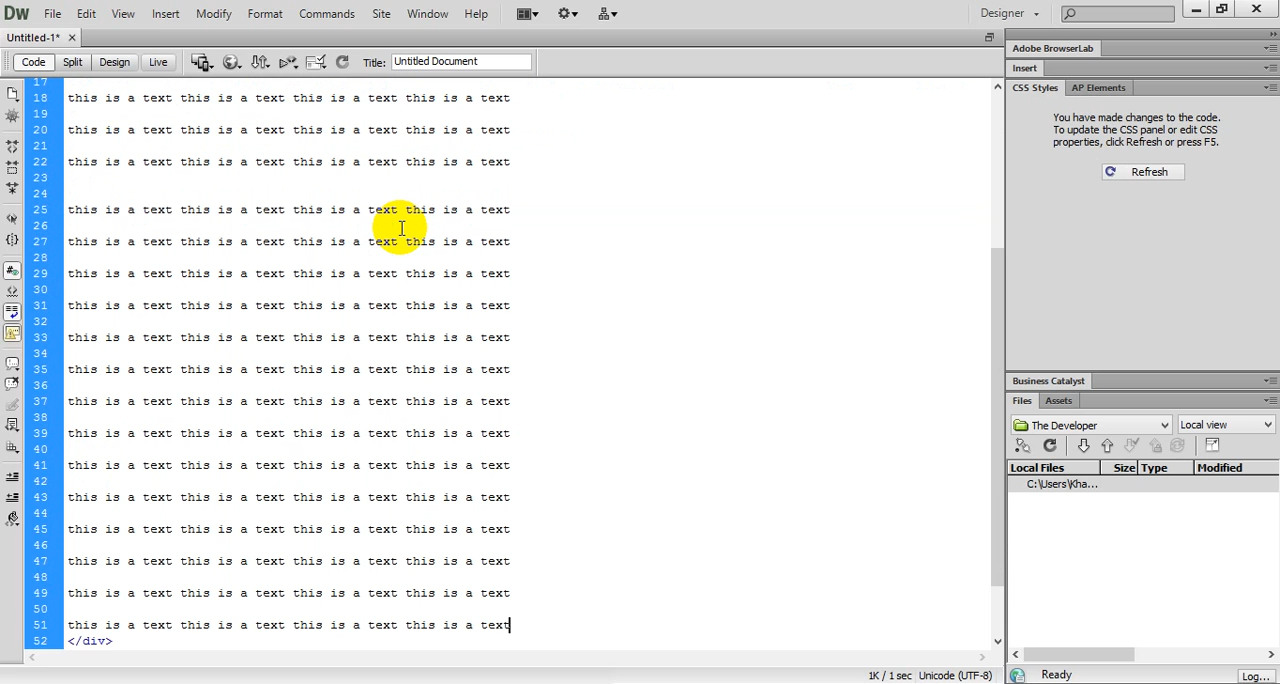 Dw File Edit View Insert Modify Format Commands Site Window Help Designer
Untitled-1*
Code Split Design Live Title: Untitled Document
17
18 this is a text this is a text this is a text this is a text
19
20 this is a text this is a text this is a text this is a text
21
22 this is a text this is a text this is a text this is a text
23
24
25 this is a text this is a text this is a text this is a text
26
27 this is a text this is a text this is a text this is a text
28
29 this is a text this is a text this is a text this is a text
30
31 this is a text this is a text this is a text this is a text
32
33 this is a text this is a text this is a text this is a text
34
35 this is a text this is a text this is a text this is a text
36
37 this is a text this is a text this is a text this is a text
38
39 this is a text this is a text this is a text this is a text
40
41 this is a text this is a text this is a text this is a text
42
43 this is a text this is a text this is a text this is a text
44
45 this is a text this is a text this is a text this is a text
46
47 this is a text this is a text this is a text this is a text
48
49 this is a text this is a text this is a text this is a text
50
51 this is a text this is a text this is a text this is a text
52 </div>
1K / 1 sec Unicode (UTF-8)
Adobe BrowserLab
Insert
CSS Styles AP Elements
You have made changes to the code.
To update the CSS panel or edit CSS
properties, click Refresh or press F5.
Refresh
Business Catalyst
Files Assets
The Developer Local view
Local Files Size Type Modified
C:\Users\Kha...
Ready Log...